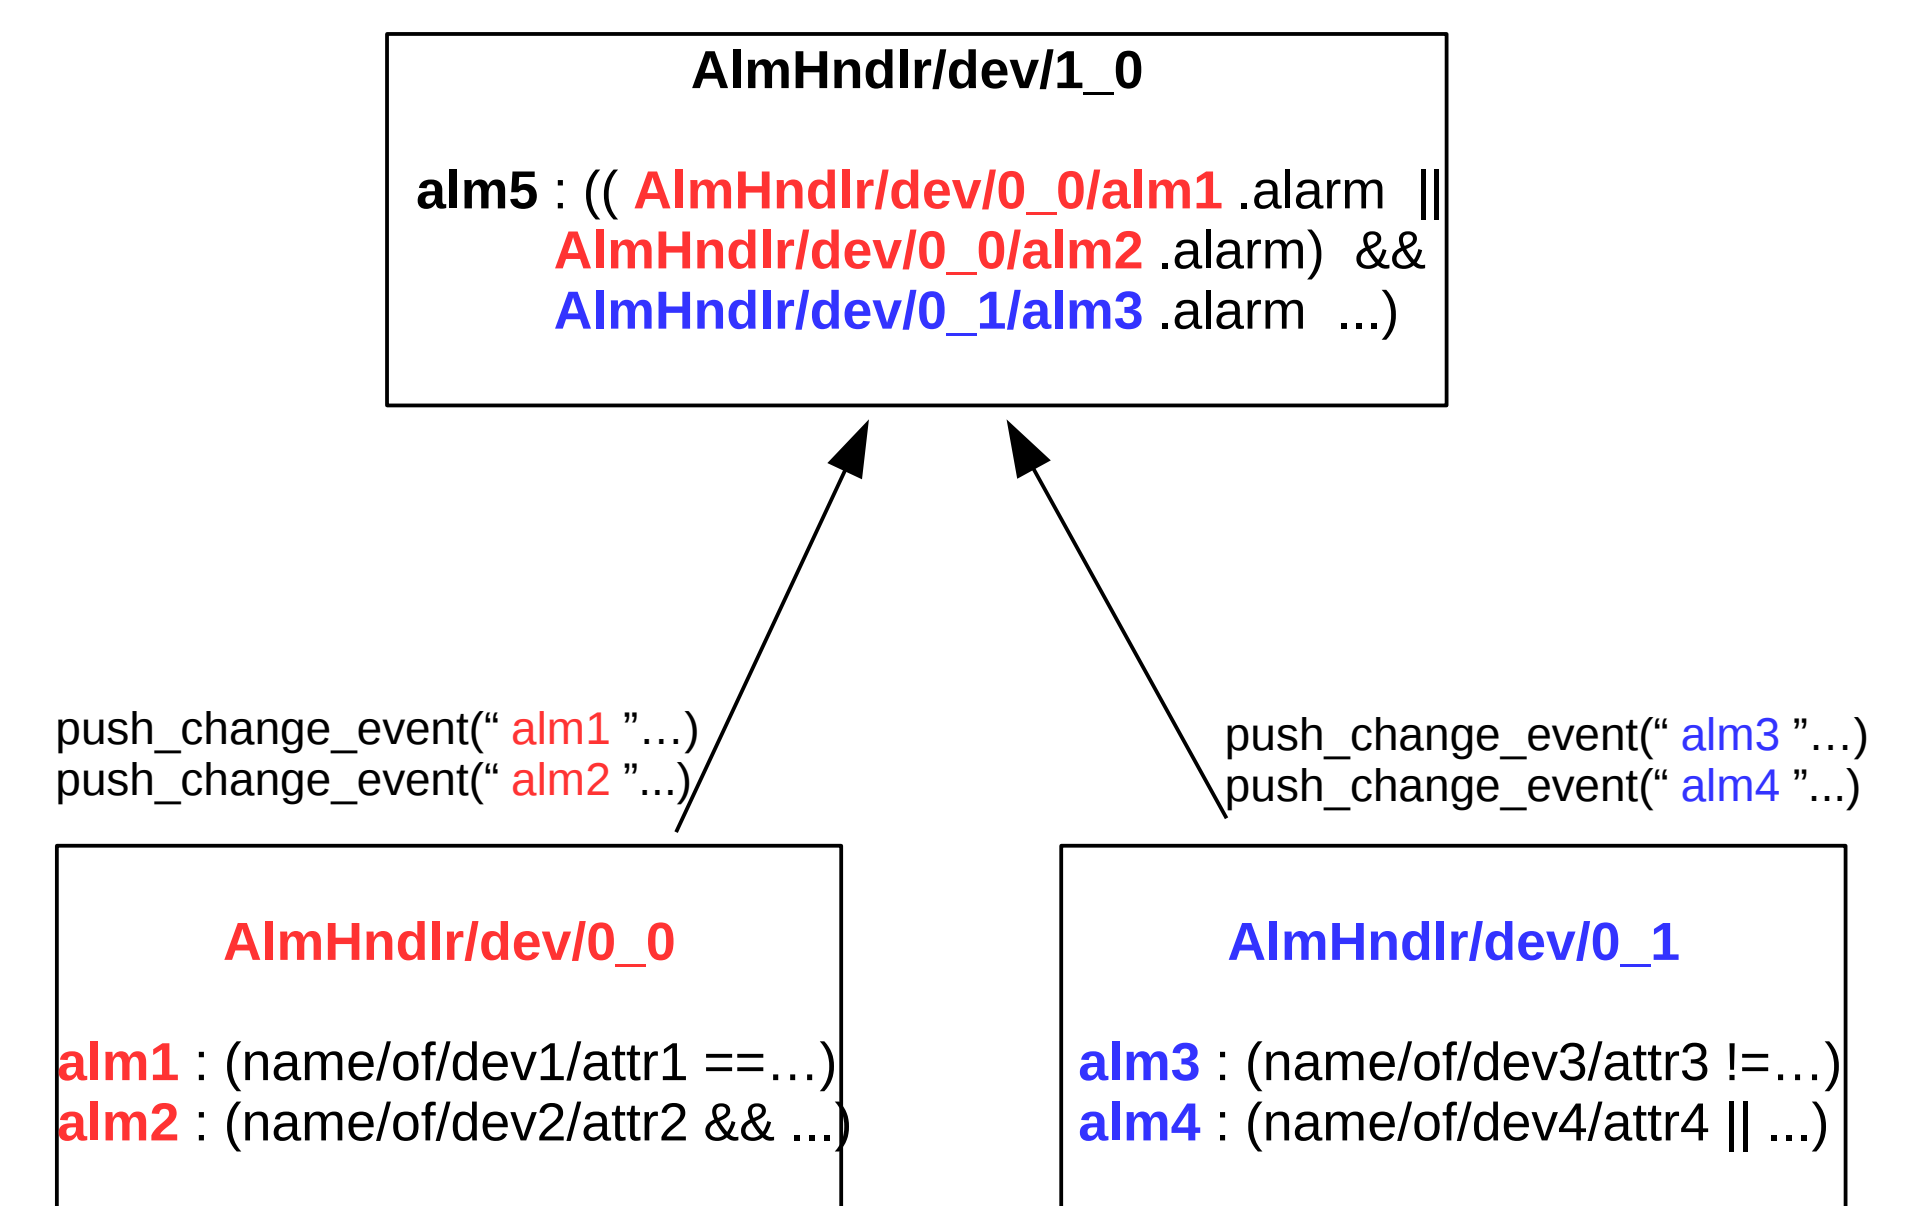 AlmHndlr/dev/1_0
alm5 : (( AlmHndlr/dev/0_0/alm1 .alarm ||
AlmHndlr/dev/0_0/alm2 .alarm) &&
AlmHndlr/dev/0_1/alm3 .alarm ...)
push_change_event(“ alm1 ”…)
push_change_event(“ alm2 ”...)
push_change_event(“ alm3 ”…)
push_change_event(“ alm4 ”...)
AlmHndlr/dev/0_0
alm1 : (name/of/dev1/attr1 ==…)
alm2 : (name/of/dev2/attr2 && ...)
AlmHndlr/dev/0_1
alm3 : (name/of/dev3/attr3 !=…)
alm4 : (name/of/dev4/attr4 || ...)